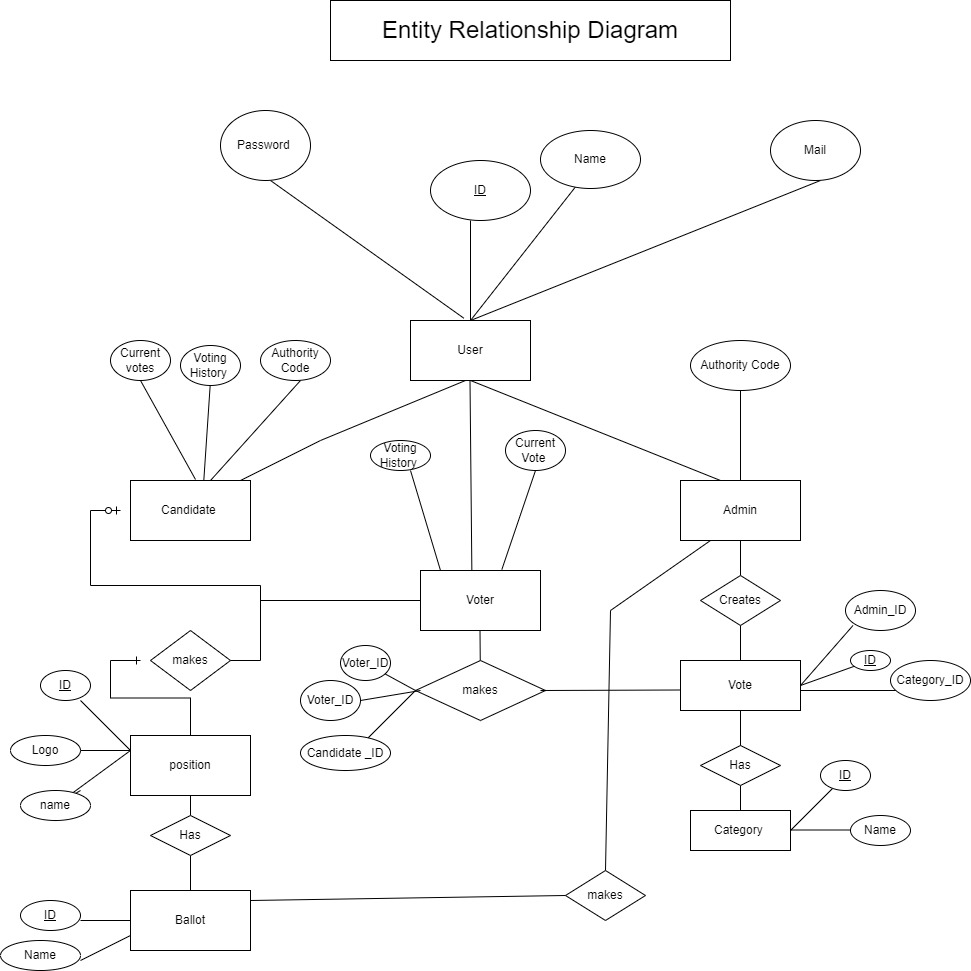 Entity Relationship Diagram
Password
ID
Name
Mail
User
Current
votes
Voting
History
Authority
Code
Authority Code
Voting
History
Current
Vote
Candidate
Admin
Voter
Creates
Admin_ID
makes
Voter_ID
ID
ID
Voter_ID
makes
Vote
Category_ID
Logo
Candidate _ID
position
Has
ID
name
Has
Category
Name
makes
ID
Ballot
Name